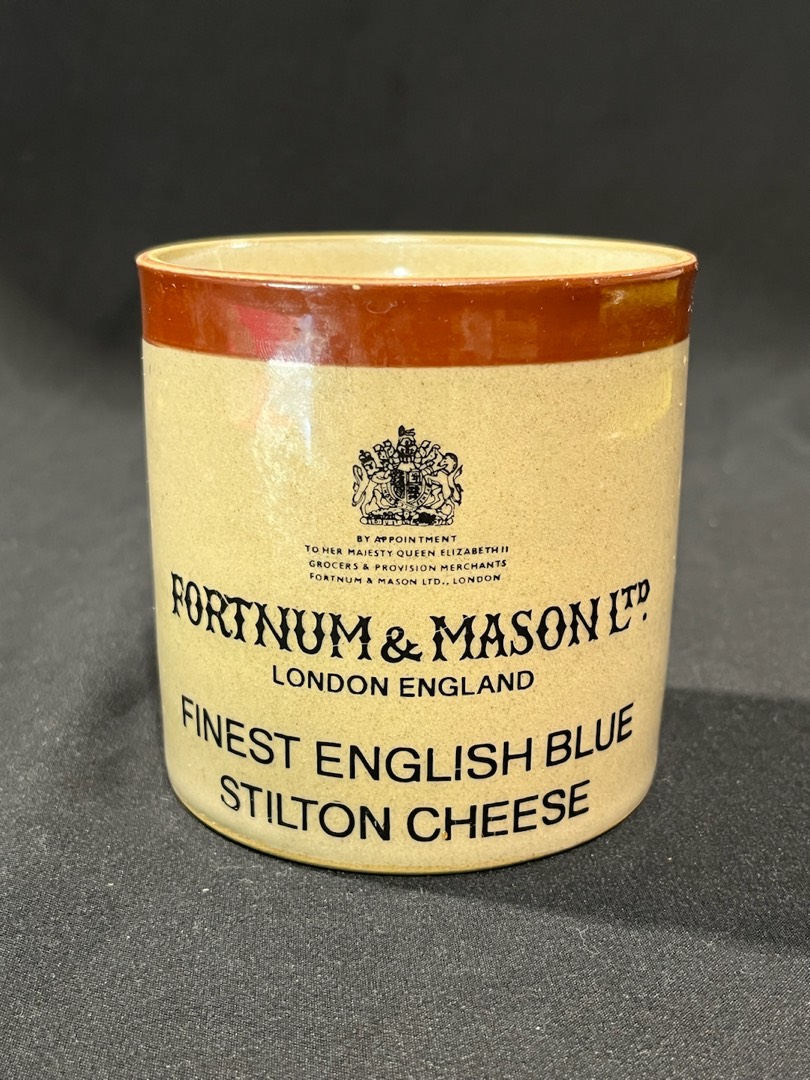 BY APPOINTMENT
TO HER MAJESTY QUEEN ELIZABETH II
GROCERS & PROVISION MERCHANTS
FORTNUM & MASON LTD., LONDON
FORTNUM & MASON LTD.
LONDON ENGLAND
FINEST ENGLISH BLUE
STILTON CHEESE